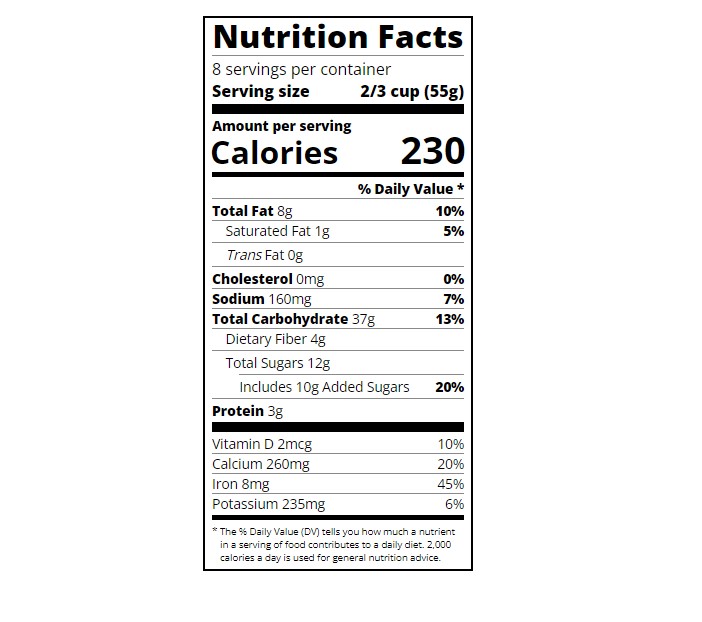 Nutrition Facts
8 servings per container
Serving size 2/3 cup (55g)
Amount per serving
Calories 230
% Daily Value *
Total Fat 8g 10%
Saturated Fat 1g 5%
Trans Fat 0g
Cholesterol 0mg 0%
Sodium 160mg 7%
Total Carbohydrate 37g 13%
Dietary Fiber 4g
Total Sugars 12g
Includes 10g Added Sugars 20%
Protein 3g
Vitamin D 2mcg 10%
Calcium 260mg 20%
Iron 8mg 45%
Potassium 235mg 6%
* The % Daily Value (DV) tells you how much a nutrient
in a serving of food contributes to a daily diet. 2,000
calories a day is used for general nutrition advice.